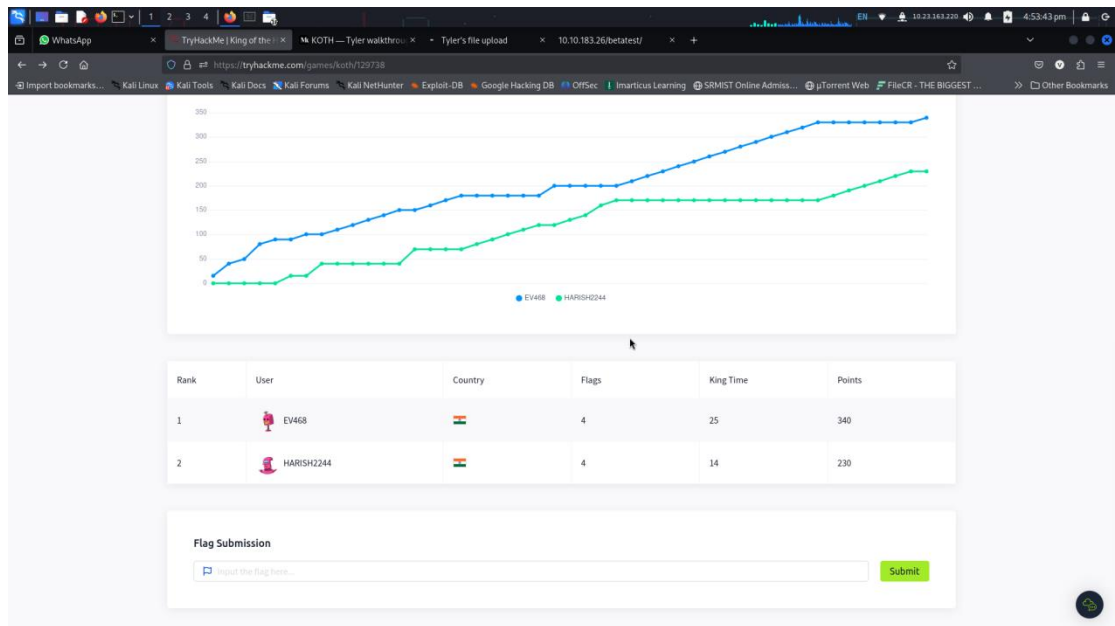 1 2 3 4 EN 10.23.163.220 4:53:43 pm G
WhatsApp × TryHackMe | King of the H × KOTH — Tyler walkthrou × Tyler's file upload × 10.10.183.26/betatest/ × +
https://tryhackme.com/games/koth/129738
Import bookmarks... Kali Linux Kali Tools Kali Docs Kali Forums Kali NetHunter Exploit-DB Google Hacking DB OffSec Imarticus Learning SRMIST Online Admiss... µTorrent Web FileCR - THE BIGGEST ... Other Bookmarks
350
300
250
200
150
100
50
0
EV468 HARISH2244
Rank User Country Flags King Time Points
1 EV468 4 25 340
2 HARISH2244 4 14 230
Flag Submission
Input the flag here... Submit